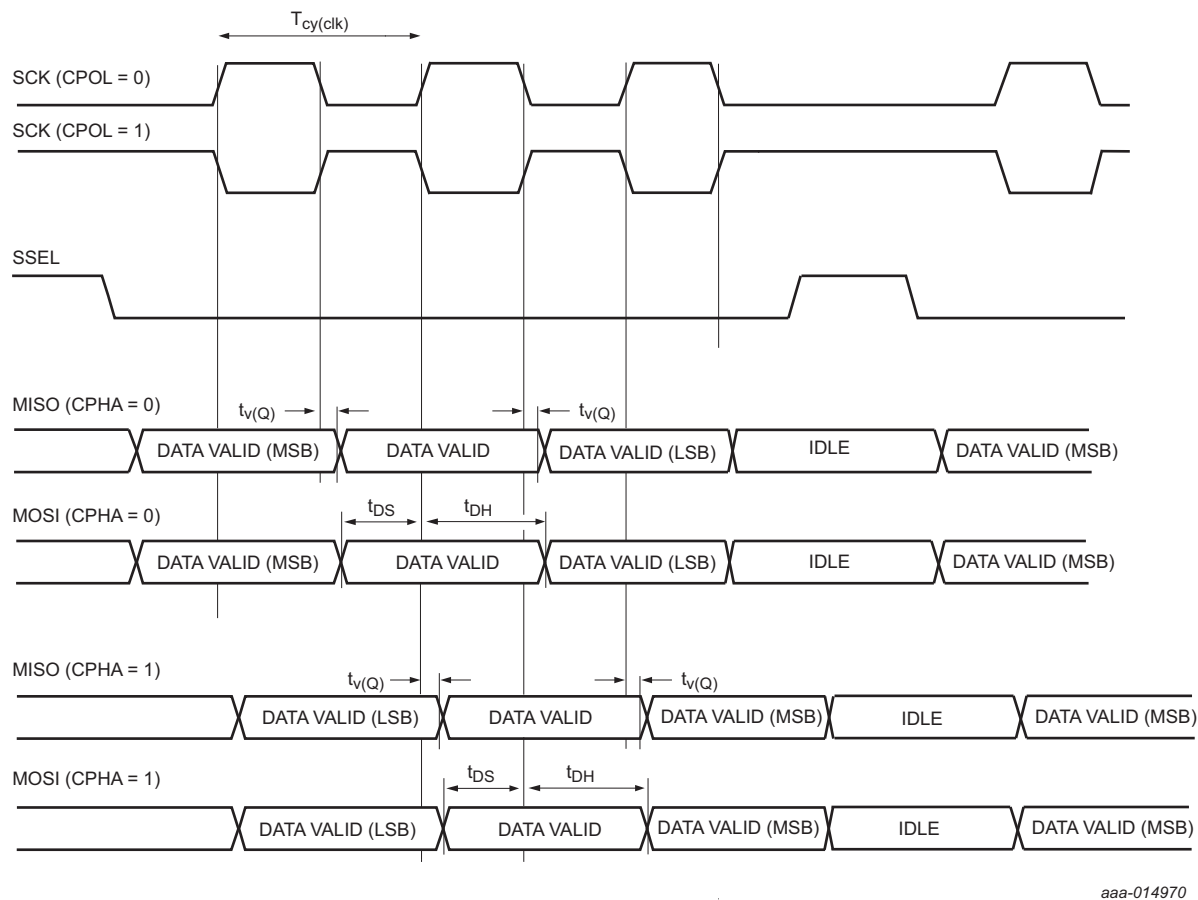 Tcy(clk)
SCK (CPOL = 0)
SCK (CPOL = 1)
SSEL
MISO (CPHA = 0)
tv(Q) tv(Q)
DATA VALID (MSB) DATA VALID DATA VALID (LSB) IDLE DATA VALID (MSB)
tDS tDH
MOSI (CPHA = 0)
DATA VALID (MSB) DATA VALID DATA VALID (LSB) IDLE DATA VALID (MSB)
MISO (CPHA = 1)
tv(Q) tv(Q)
DATA VALID (LSB) DATA VALID DATA VALID (MSB) IDLE DATA VALID (MSB)
tDS tDH
MOSI (CPHA = 1)
DATA VALID (LSB) DATA VALID DATA VALID (MSB) IDLE DATA VALID (MSB)
aaa-014970